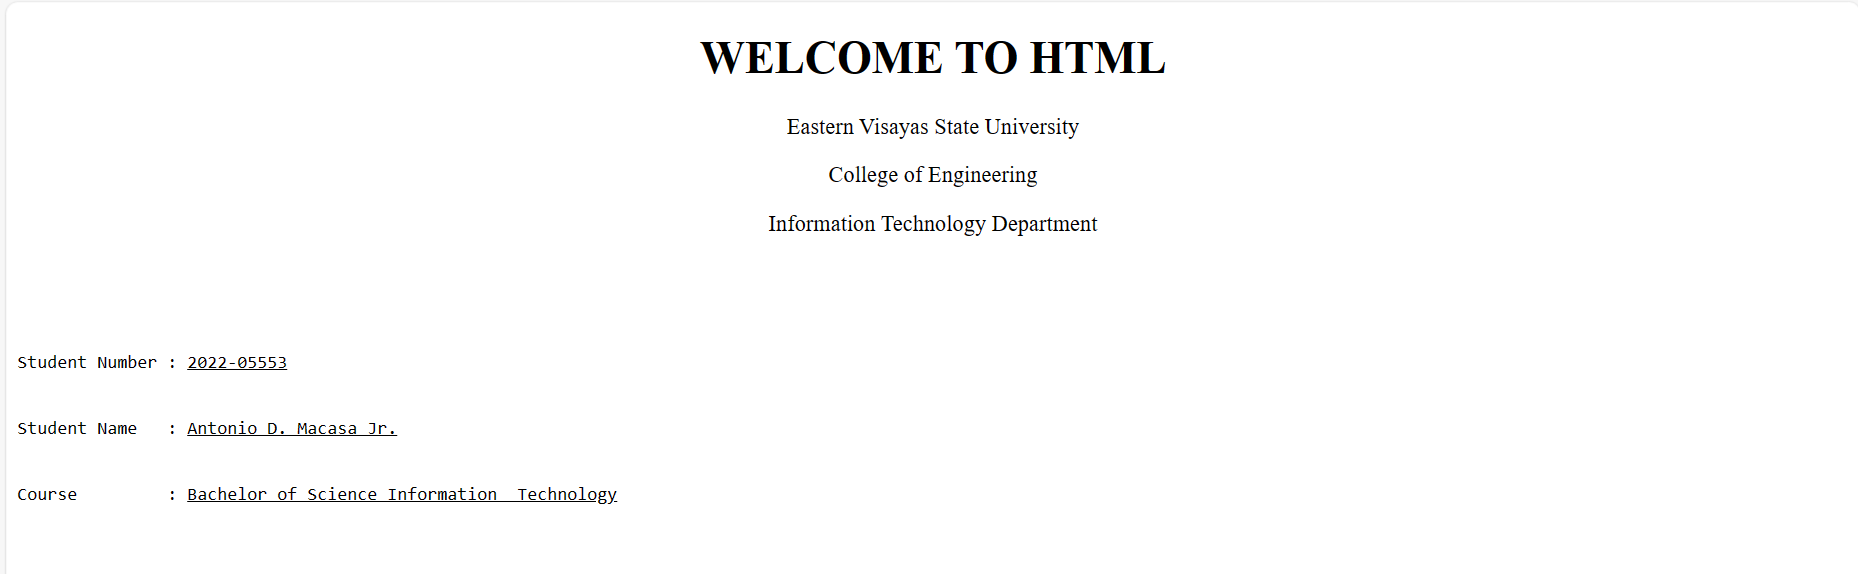 WELCOME TO HTML
Eastern Visayas State University
College of Engineering
Information Technology Department
Student Number : 2022-05553
Student Name   : Antonio D. Macasa Jr.
Course         : Bachelor of Science Information  Technology